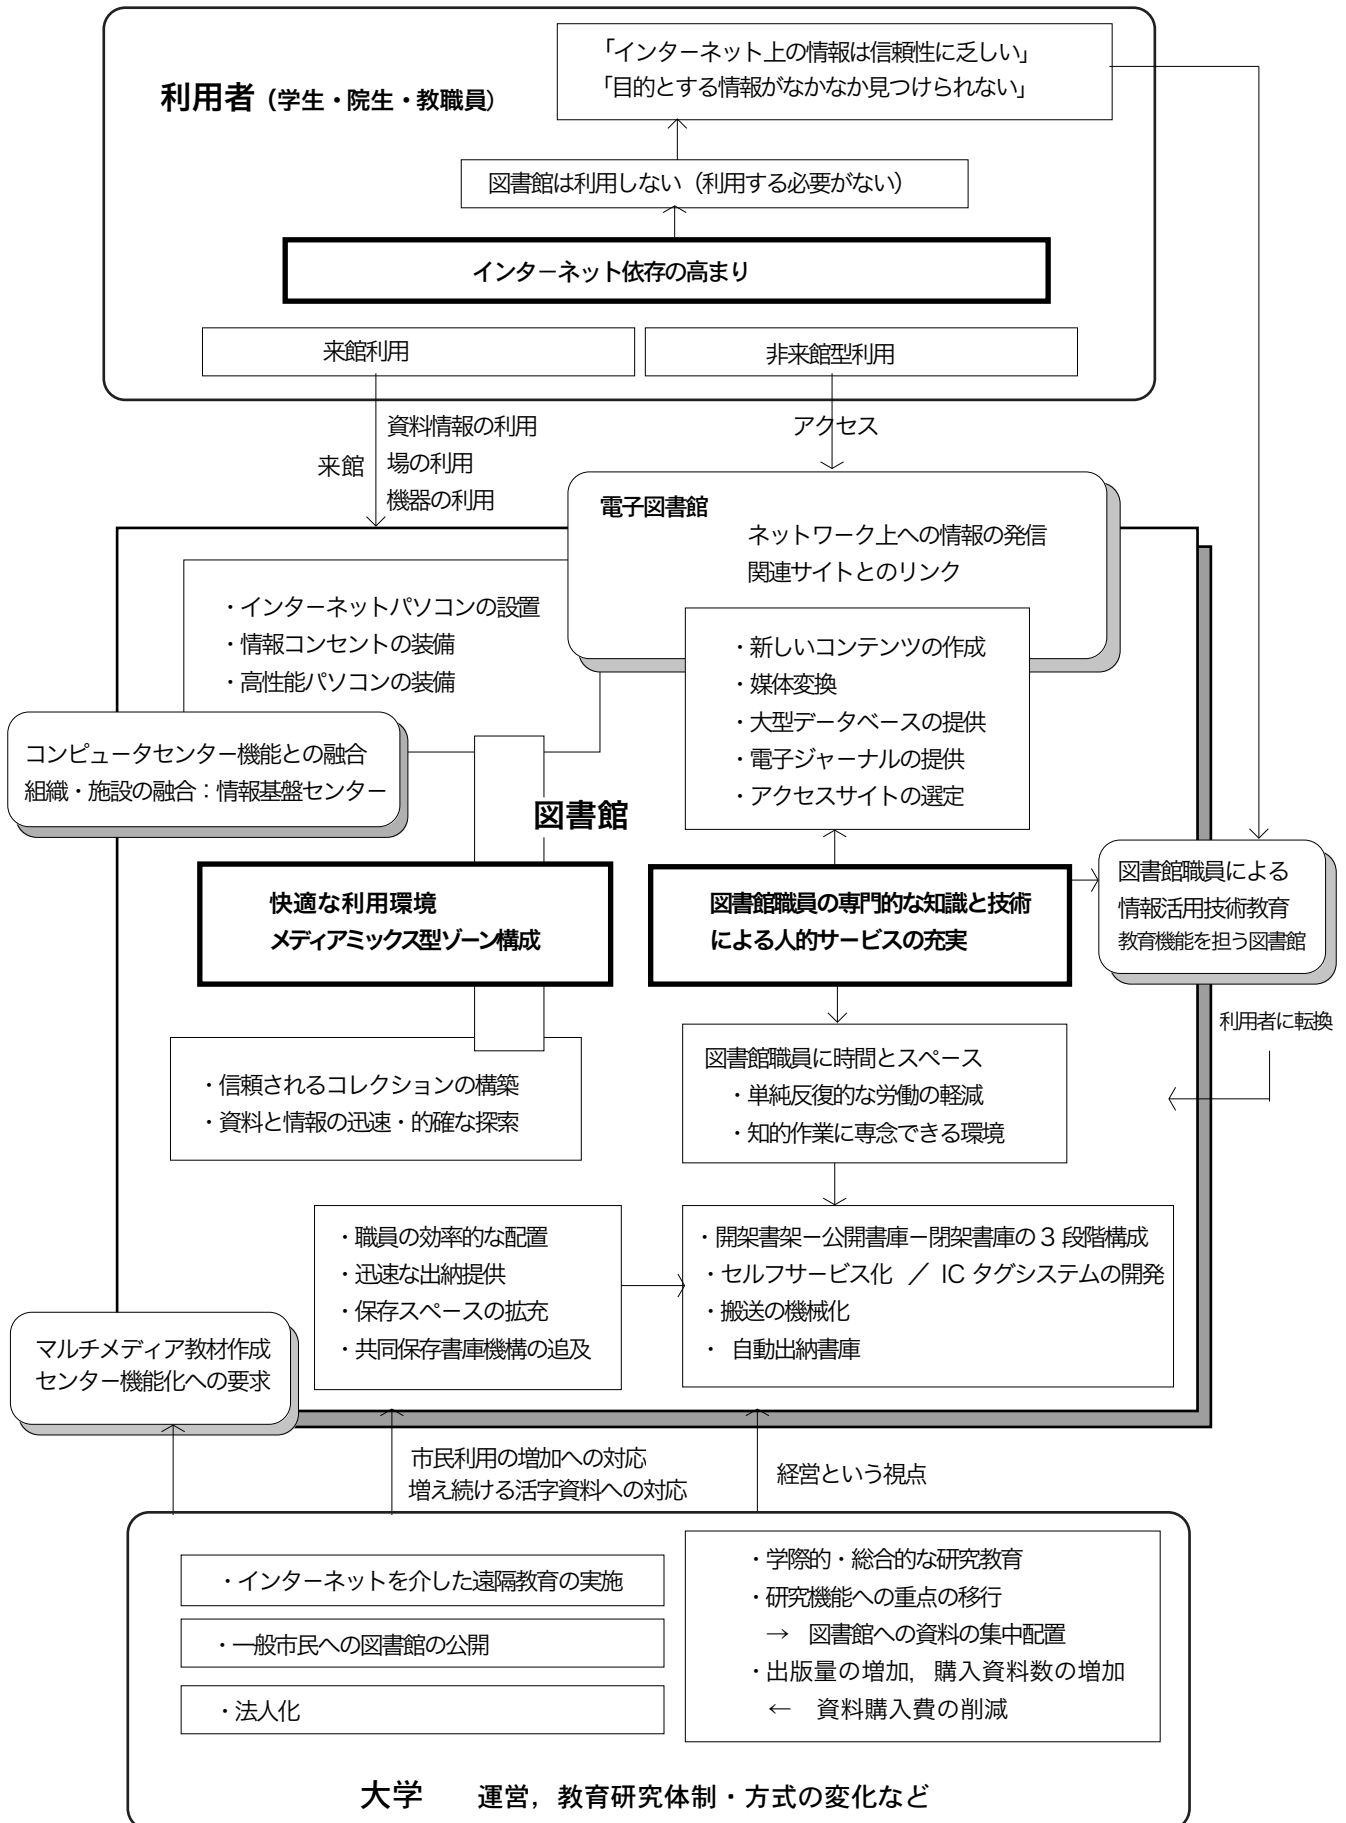 「インターネット上の情報は信頼性に乏しい」
「目的とする情報がなかなか見つけられない」
利用者（学生・院生・教職員）
図書館は利用しない（利用する必要がない）
インターネット依存の高まり
来館利用
非来館型利用
資料情報の利用
場の利用
機器の利用
来館
アクセス
電子図書館
ネットワーク上への情報の発信
関連サイトとのリンク
・インターネットパソコンの設置
・情報コンセントの装備
・高性能パソコンの装備
・新しいコンテンツの作成
・媒体変換
・大型データベースの提供
・電子ジャーナルの提供
・アクセスサイトの選定
コンピュータセンター機能との融合
組織・施設の融合：情報基盤センター
図書館
快適な利用環境
メディアミックス型ゾーン構成
図書館職員の専門的な知識と技術
による人的サービスの充実
図書館職員による
情報活用技術教育
教育機能を担う図書館
利用者に転換
・信頼されるコレクションの構築
・資料と情報の迅速・的確な探索
図書館職員に時間とスペース
・単純反復的な労働の軽減
・知的作業に専念できる環境
・職員の効率的な配置
・迅速な出納提供
・保存スペースの拡充
・共同保存書庫機構の追及
・開架書架－公開書庫－閉架書庫の3段階構成
・セルフサービス化 ／ ICタグシステムの開発
・搬送の機械化
・ 自動出納書庫
マルチメディア教材作成
センター機能化への要求
市民利用の増加への対応
増え続ける活字資料への対応
経営という視点
・インターネットを介した遠隔教育の実施
・一般市民への図書館の公開
・法人化
・学際的・総合的な研究教育
・研究機能への重点の移行
→ 図書館への資料の集中配置
・出版量の増加，購入資料数の増加
← 資料購入費の削減
大学 運営，教育研究体制・方式の変化など